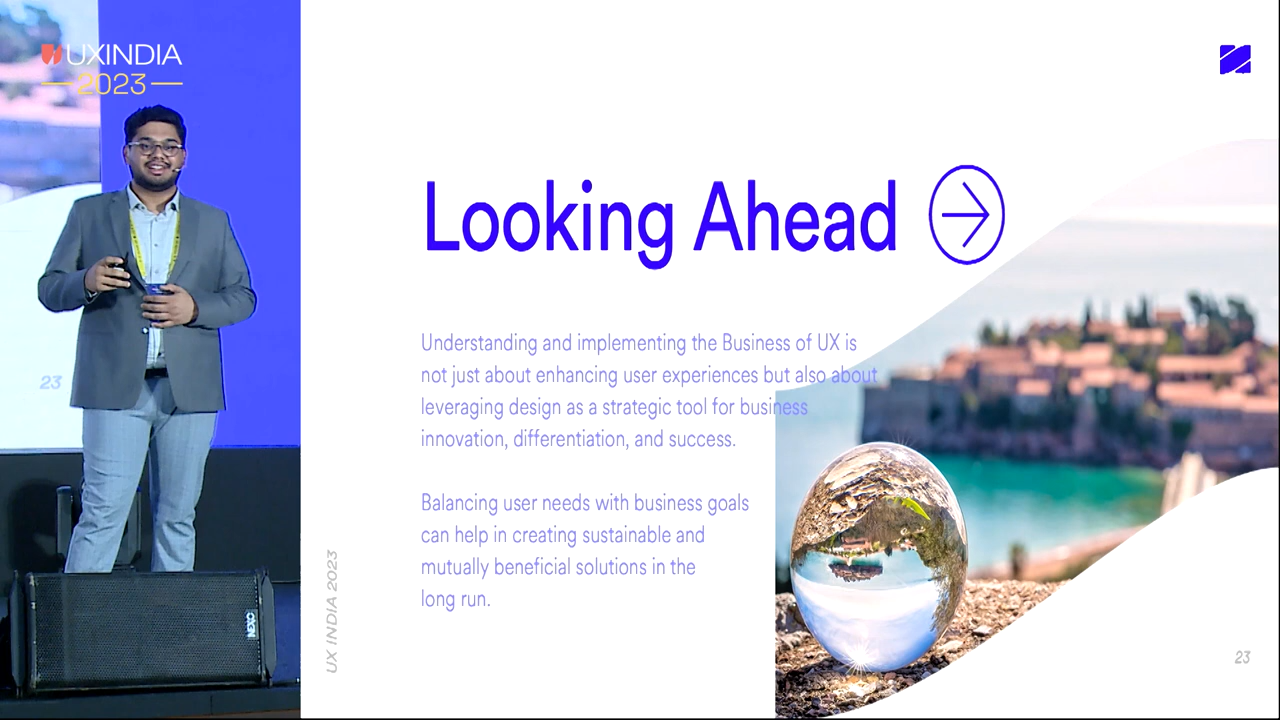 UXINDIA
2023
23
NEXO
UX INDIA 2023
Looking Ahead
Understanding and implementing the Business of UX is
not just about enhancing user experiences but also about
leveraging design as a strategic tool for business
innovation, differentiation, and success.
Balancing user needs with business goals
can help in creating sustainable and
mutually beneficial solutions in the
long run.
23